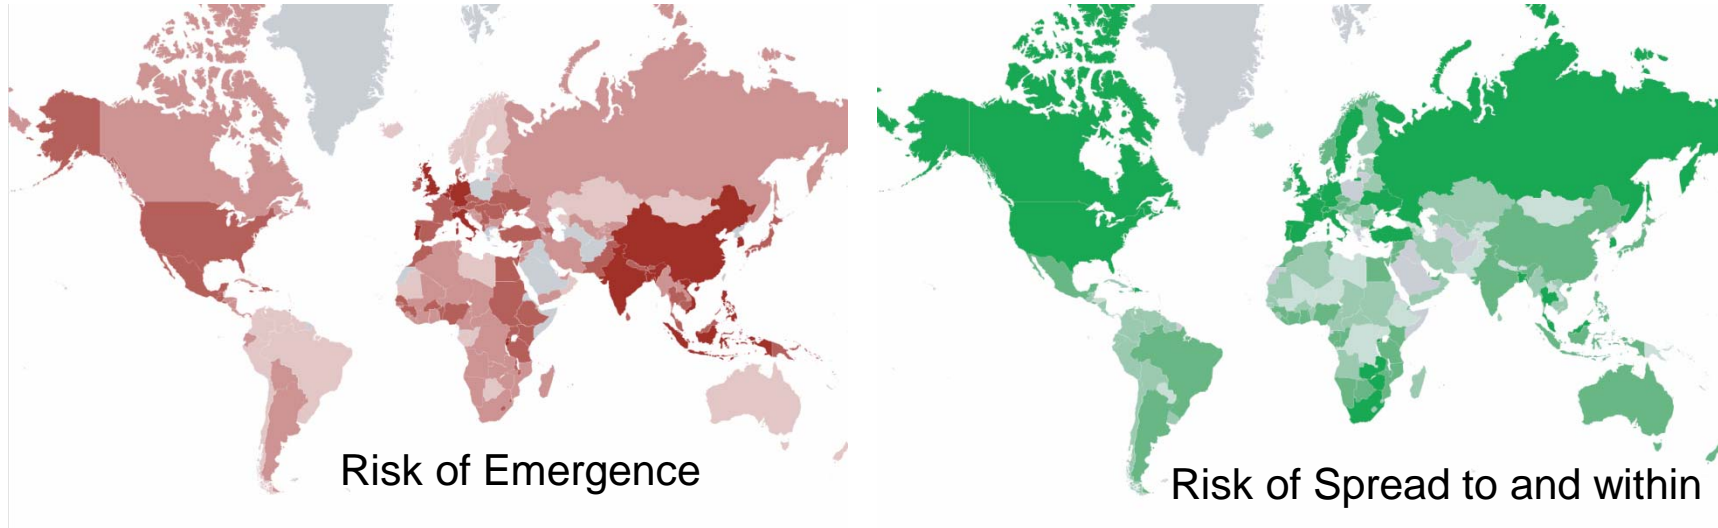 Risk of Emergence
Risk of Spread to and within